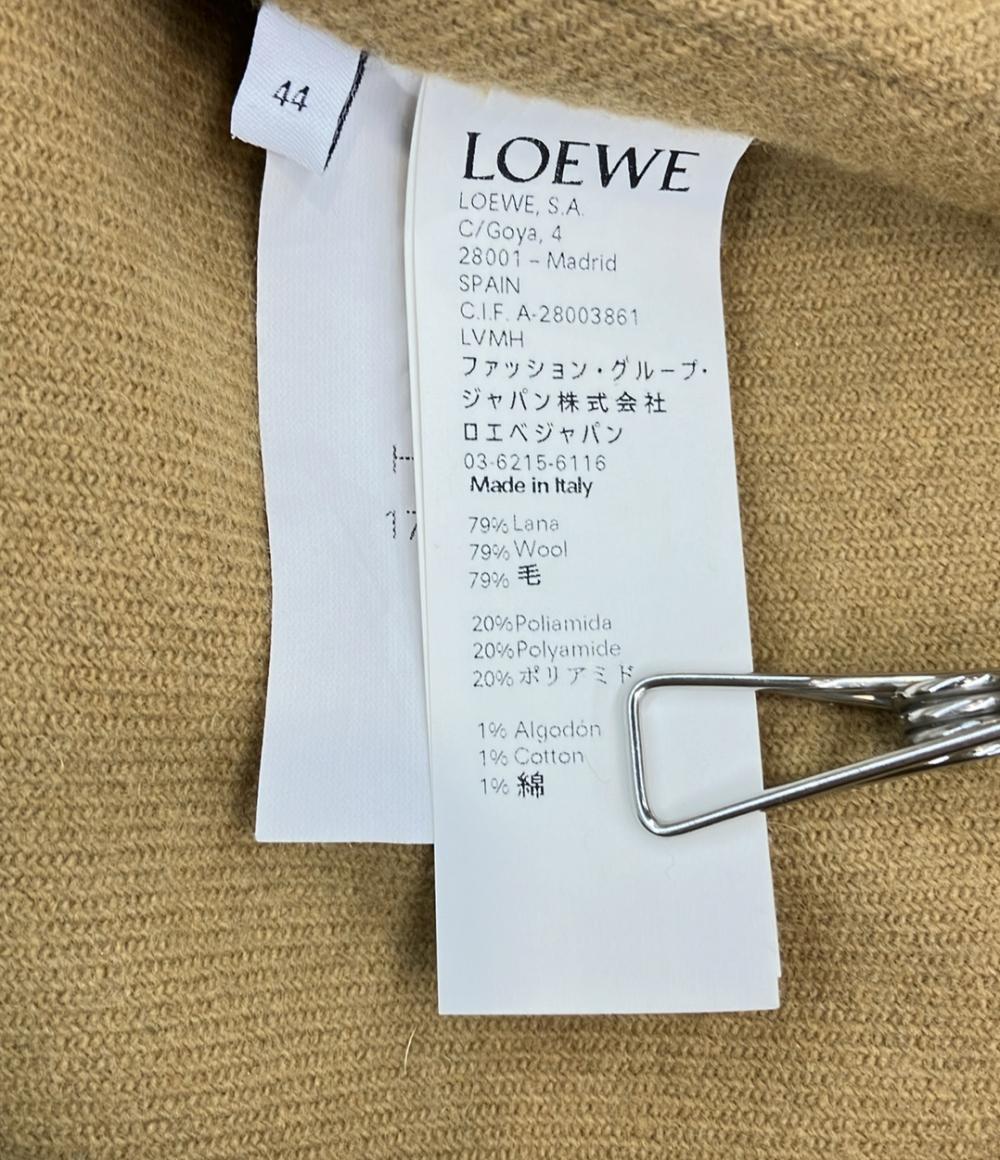 44
LOEWE
LOEWE, S.A.
C/Goya, 4
28001 – Madrid
SPAIN
C.I.F. A-28003861
LVMH
ファッション・グループ・
ジャパン株式会社
ロエベジャパン
03-6215-6116
Made in Italy
79% Lana
79% Wool
79% 毛
20% Poliamida
20% Polyamide
20% ポリアミド
1% Algodón
1% Cotton
1% 綿